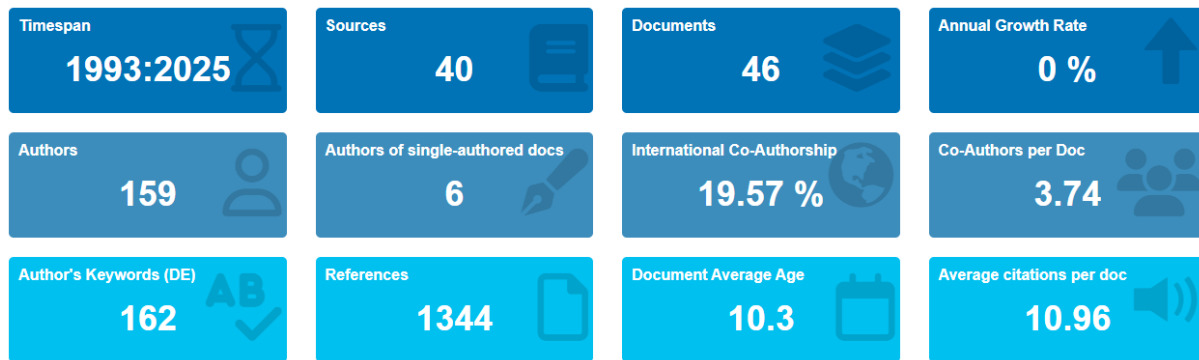 Timespan
1993:2025
Sources
40
Documents
46
Annual Growth Rate
0 %
Authors
159
Authors of single-authored docs
6
International Co-Authorship
19.57 %
Co-Authors per Doc
3.74
Author's Keywords (DE)
162
AB
References
1344
Document Average Age
10.3
Average citations per doc
10.96